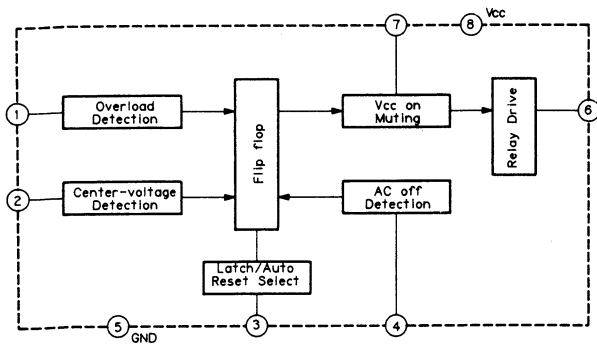 7
8
Vcc
1
Overload
Detection
Flip flop
Vcc on
Muting
Relay Drive
6
2
Center-voltage
Detection
AC off
Detection
Latch/Auto
Reset Select
5
GND
3
4